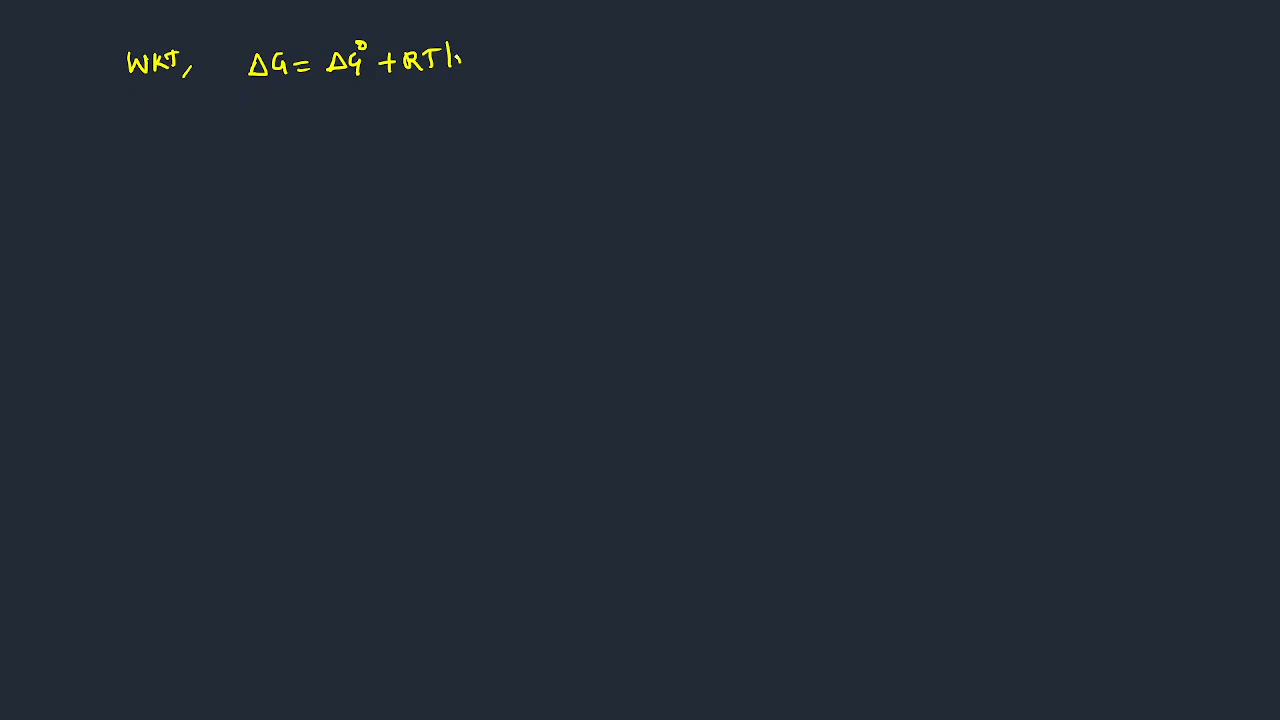 WKT, ΔG = ΔG° + RT l